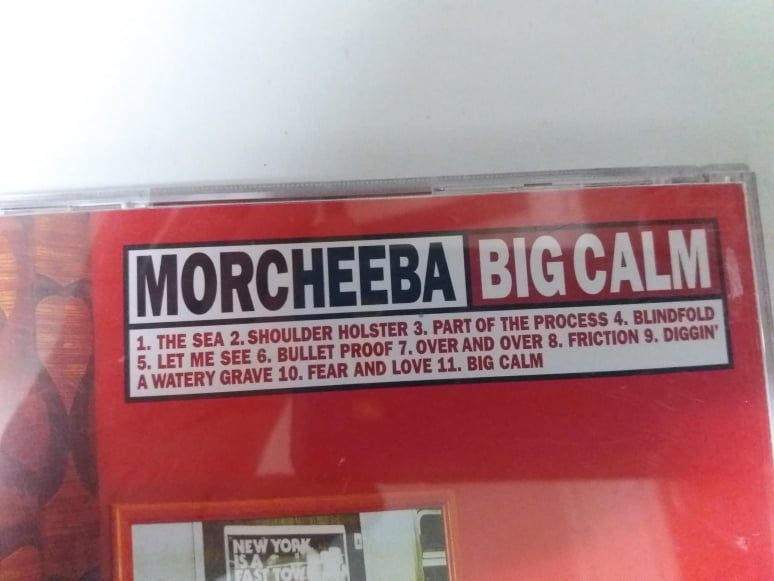 MORCHEEBA BIG CALM
1. THE SEA 2. SHOULDER HOLSTER 3. PART OF THE PROCESS 4. BLINDFOLD
5. LET ME SEE 6. BULLET PROOF 7. OVER AND OVER 8. FRICTION 9. DIGGIN'
A WATERY GRAVE 10. FEAR AND LOVE 11. BIG CALM
NEW YORK
IS A
FAST TOWN